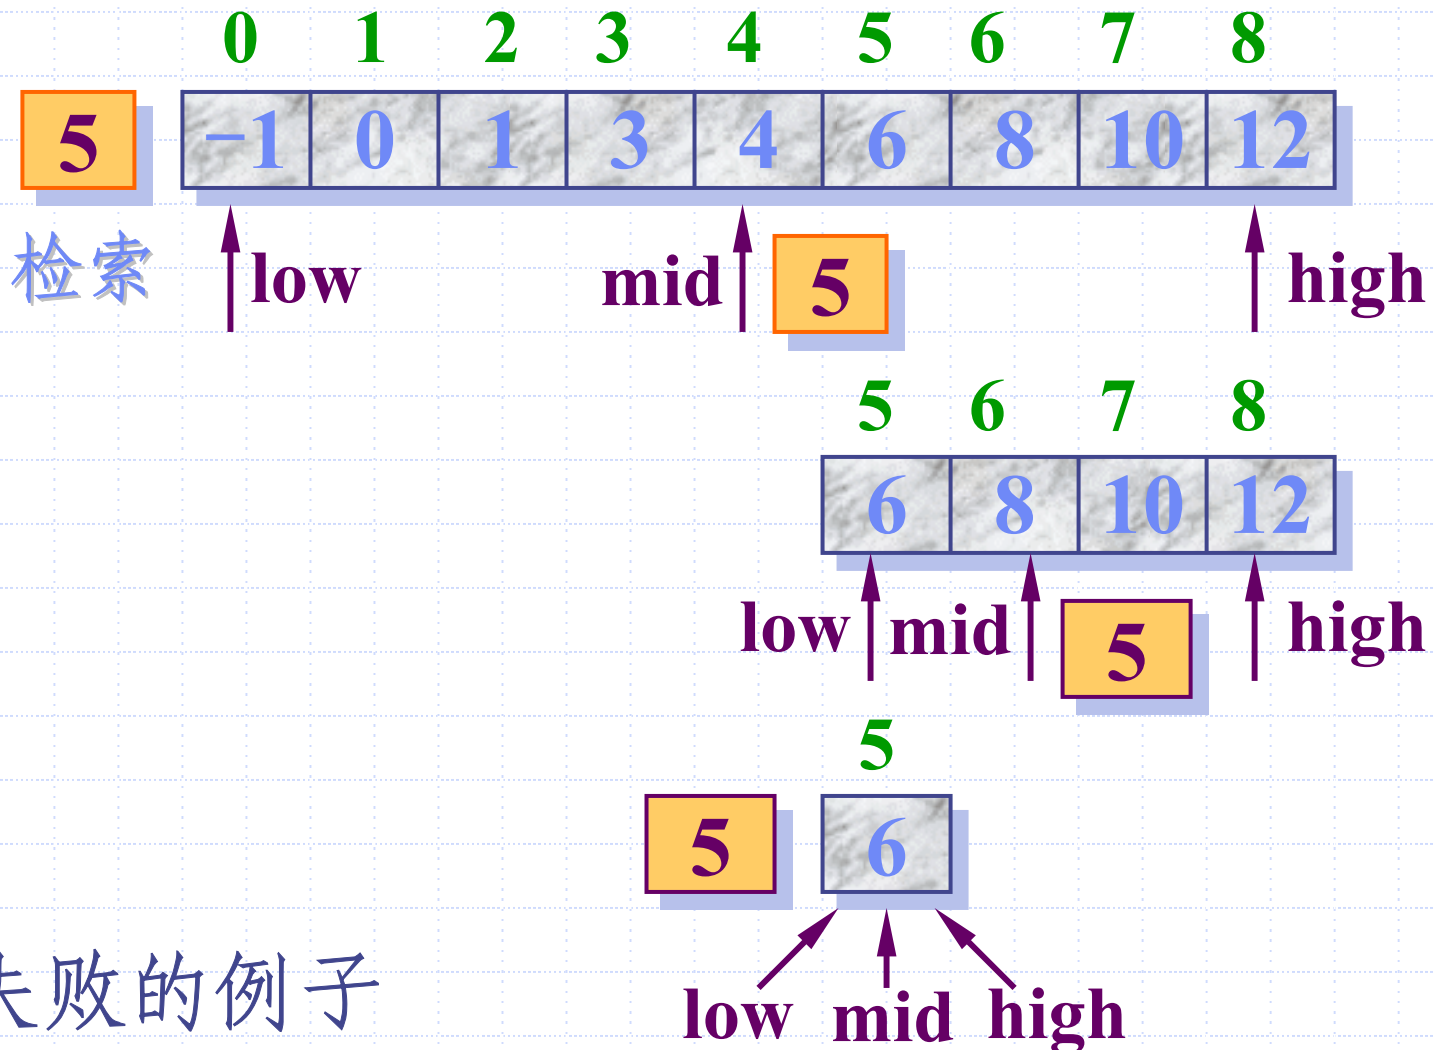 0 1 2 3 4 5 6 7 8
5 −1 0 1 3 4 6 8 10 12
检索 low mid 5 high
5 6 7 8
6 8 10 12
low mid 5 high
5
5 6
失败的例子
low mid high